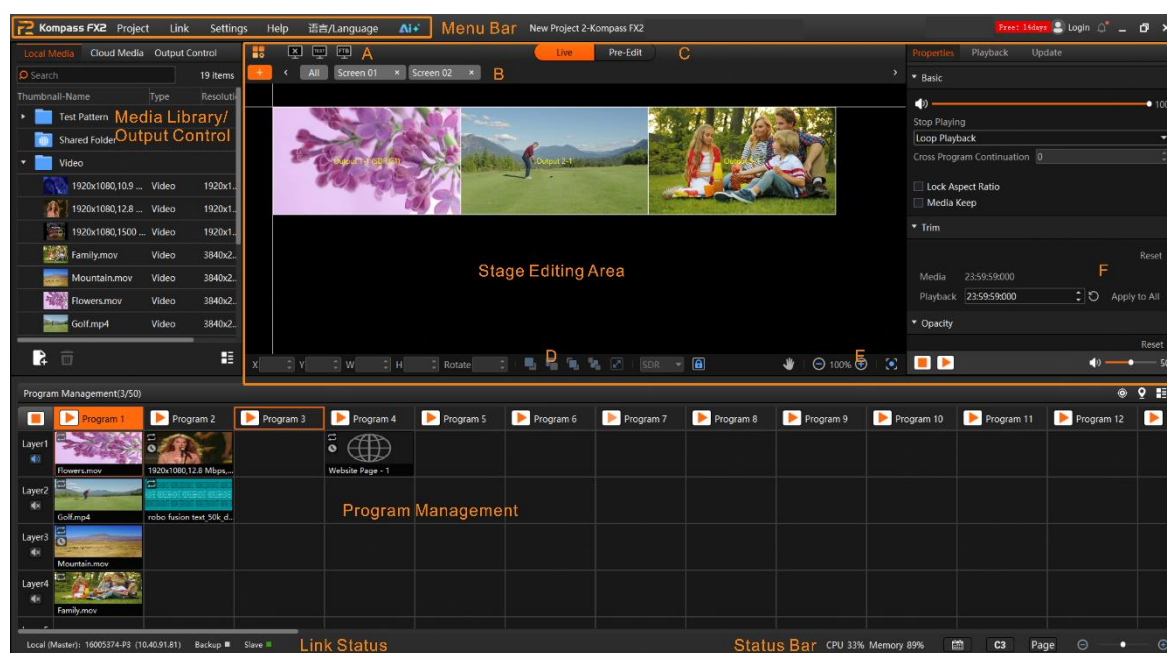 Kompass FX2 Project Link Settings Help 语言/Language Ai+ Menu Bar New Project 2-Kompass FX2 Free: 16days Login
Local Media Cloud Media Output Control
TEXT FTB A Live Pre-Edit C
Properties Playback Update
Search 19 items
All Screen 01 × Screen 02 × B
Basic
Thumbnail-Name Type Resoluti
Test Pattern
Media Library/
Output Control
Shared Folder
Video
1920x1080,10.9 ... Video 1920x1..
1920x1080,12.8 ... Video 1920x1..
1920x1080,1500 ... Video 1920x1..
Family.mov Video 3840x2..
Mountain.mov Video 3840x2..
Flowers.mov Video 3840x2..
Golf.mp4 Video 3840x2..
Output 2-1
Stage Editing Area
100
Stop Playing
Loop Playback
Cross Program Continuation 0
Lock Aspect Ratio
Media Keep
Trim
Reset
F
Media 23:59:59:000
Playback 23:59:59:000 Apply to All
Opacity
Reset
X Y W H Rotate D SDR 100% E
50
Program Management(3/50)
Program 1 Program 2 Program 3 Program 4 Program 5 Program 6 Program 7 Program 8 Program 9 Program 10 Program 11 Program 12
Layer1
Flowers.mov 1920x1080,12.8 Mbps,... Website Page - 1
Layer2
Golf.mp4 robo fusion text_50k_d..
Program Management
Layer3
Mountain.mov
Layer4
Family.mov
Local (Master): 16005374-P3 (10.40.91.81) Backup Slave Link Status Status Bar CPU 33% Memory 89% C3 Page